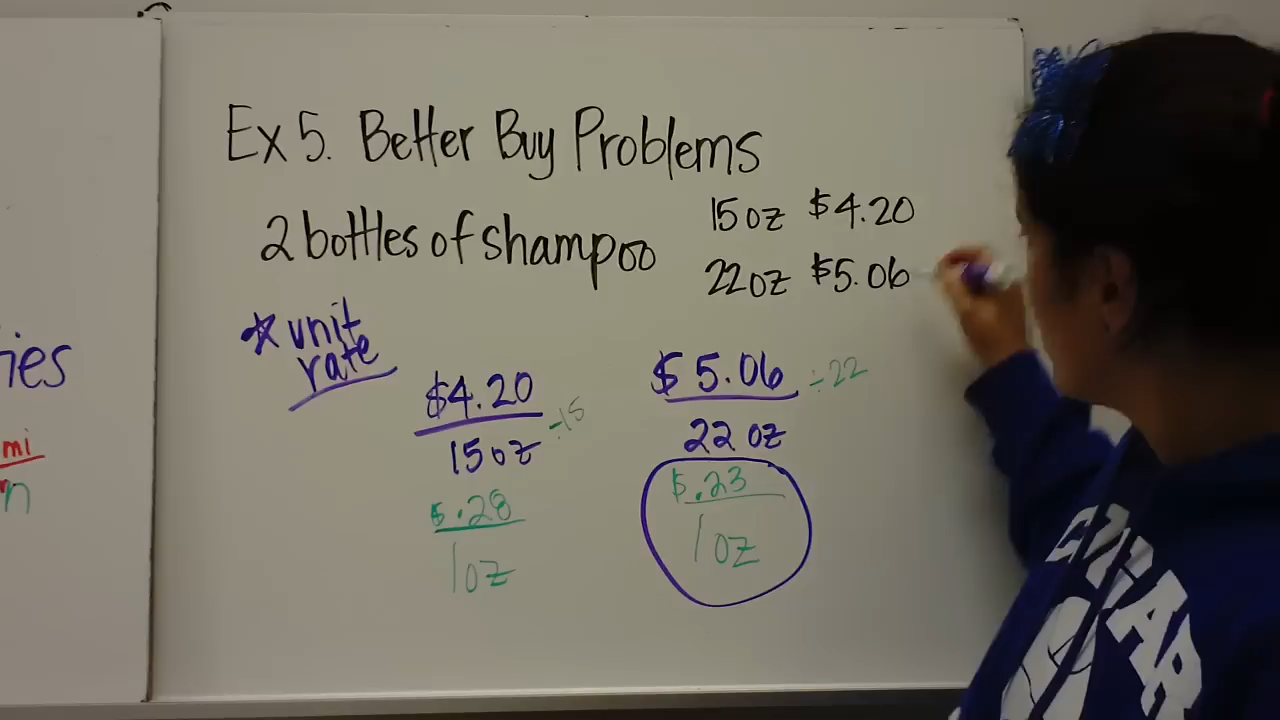 Ex 5. Better Buy Problems
2 bottles of shampoo
15 oz $4.20
22 oz $5.06
☆ unit
rate
$4.20
15 oz
÷15
$.28
1 oz
$5.06
22 oz
÷22
$.23
1 oz
ies
mi
n